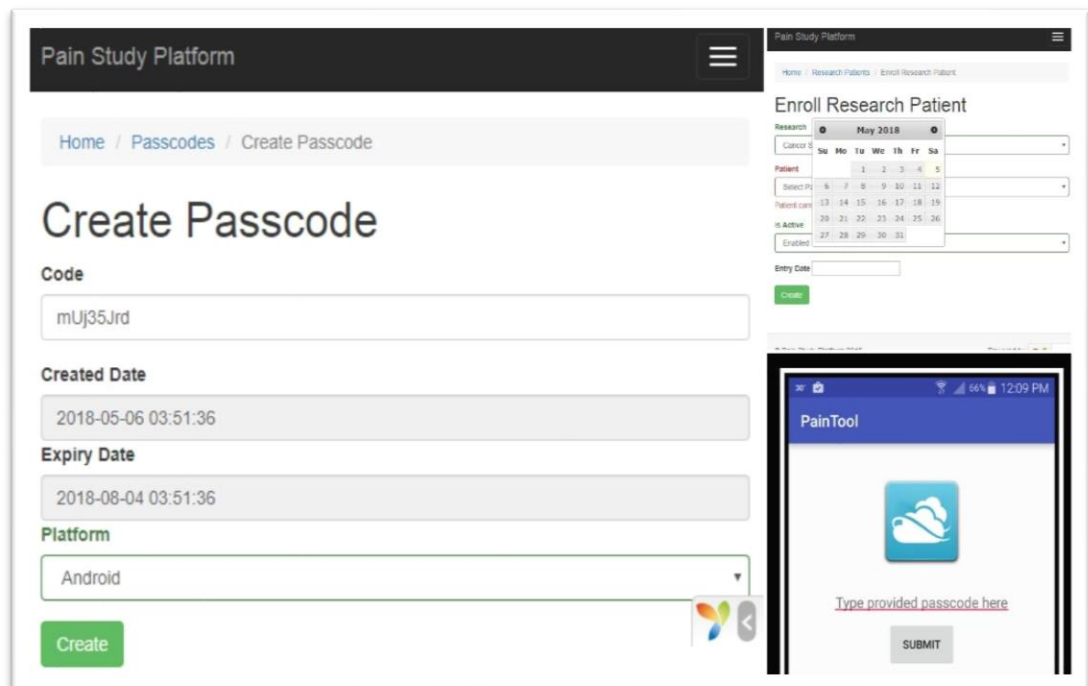 Pain Study Platform
Home / Passcodes / Create Passcode
Create Passcode
Code
mUj35Jrd
Created Date
2018-05-06 03:51:36
Expiry Date
2018-08-04 03:51:36
Platform
Android
Create
Pain Study Platform
Home / Research Patients / Enroll Research Patient
Enroll Research Patient
Research
Cancer
May 2018
Su Mo Tu We Th Fr Sa
1 2 3 4 5
Patient
Select
6 7 8 9 10 11 12
Patient
13 14 15 16 17 18 19
20 21 22 23 24 25 26
Is Active
27 28 29 30 31
Enabled
Entry Date
Create
30°
66% 12:09 PM
PainTool
Type provided passcode here
SUBMIT